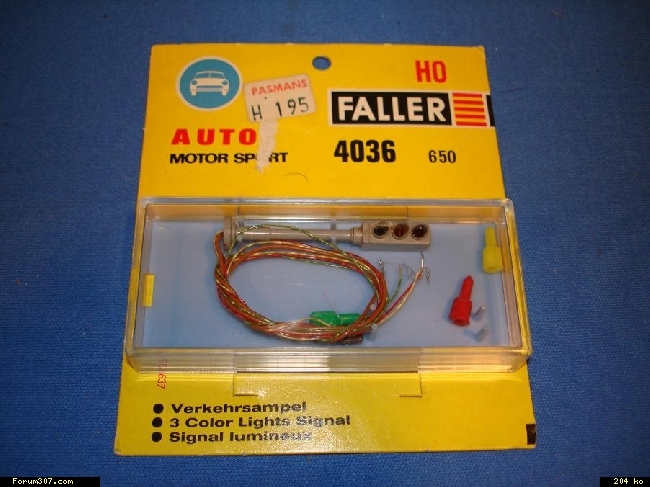 HO
PASMANS
H 195
FALLER
AUTO
MOTOR SPORT
4036 650
• Verkehrsampel
• 3 Color Lights Signal
• Signal lumineux
Forum307.com
204 ko